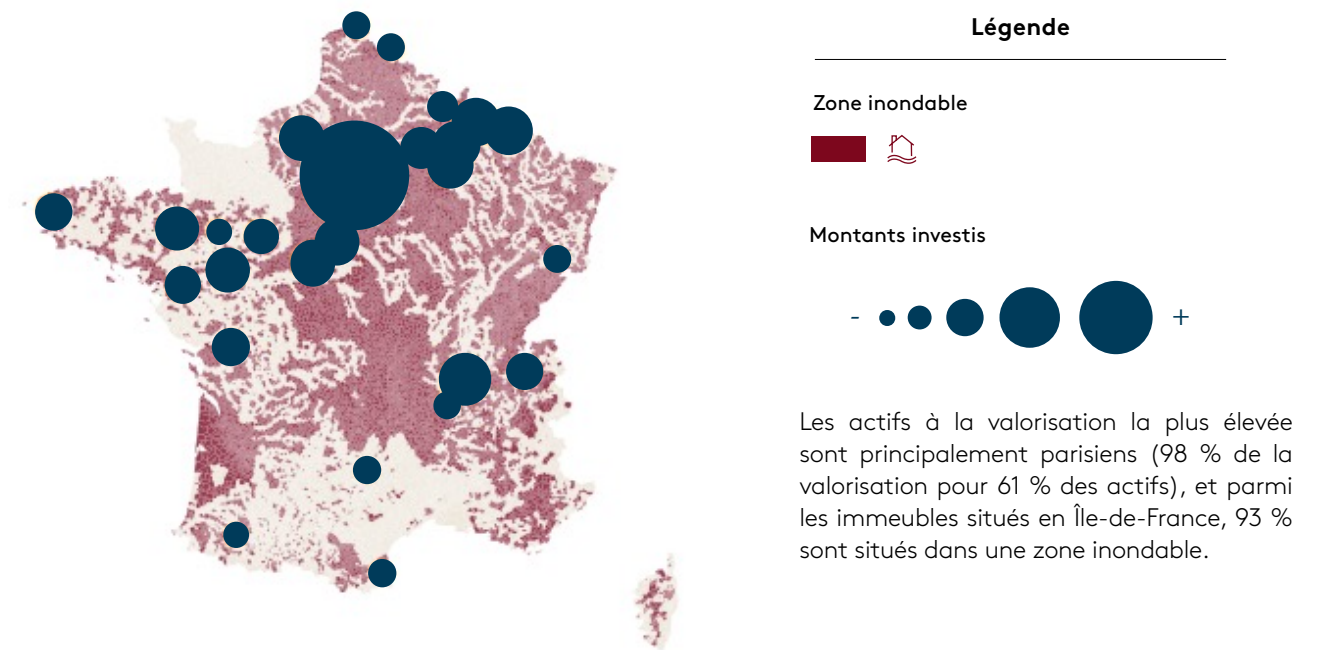 Légende
Zone inondable
Montants investis
- +
Les actifs à la valorisation la plus élevée
sont principalement parisiens (98 % de la
valorisation pour 61 % des actifs), et parmi
les immeubles situés en Île-de-France, 93 %
sont situés dans une zone inondable.